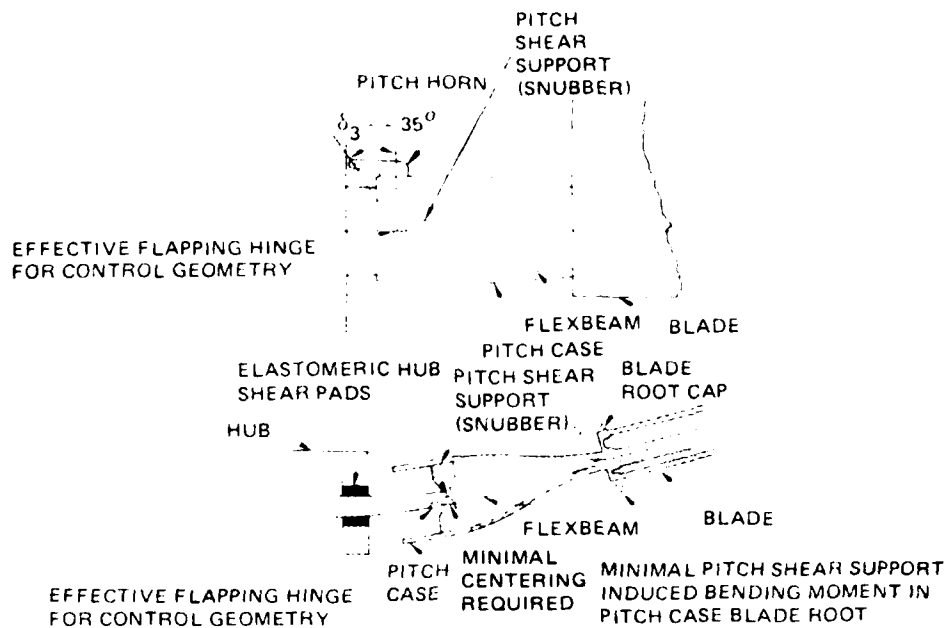 PITCH
SHEAR
SUPPORT
(SNUBBER)
PITCH HORN
δ3 - - 35°
EFFECTIVE FLAPPING HINGE
FOR CONTROL GEOMETRY
FLEXBEAM
BLADE
PITCH CASE
ELASTOMERIC HUB
SHEAR PADS
PITCH SHEAR
SUPPORT
(SNUBBER)
BLADE
ROOT CAP
HUB
FLEXBEAM
BLADE
PITCH
CASE
MINIMAL
CENTERING
REQUIRED
MINIMAL PITCH SHEAR SUPPORT
INDUCED BENDING MOMENT IN
PITCH CASE BLADE ROOT
EFFECTIVE FLAPPING HINGE
FOR CONTROL GEOMETRY